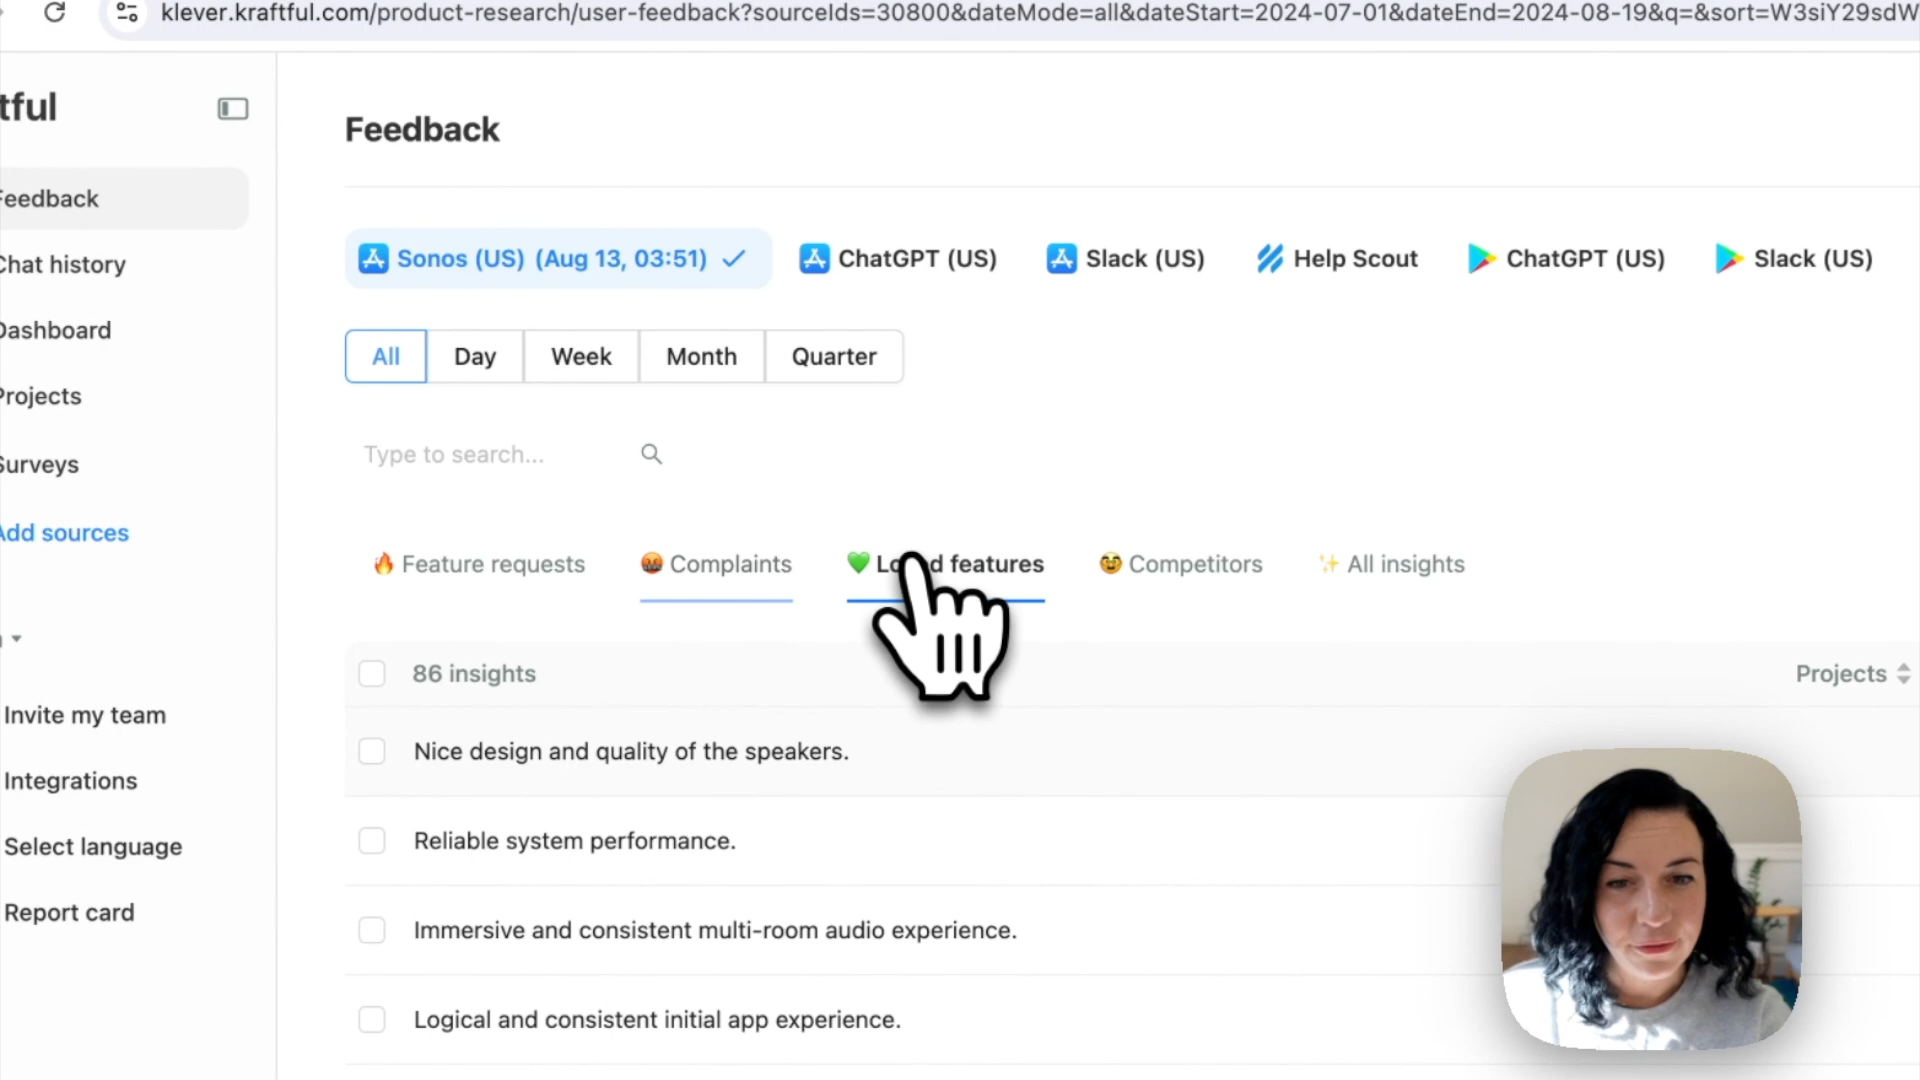 klever.kraftful.com/product-research/user-feedback?sourceIds=30800&dateMode=all&dateStart=2024-07-01&dateEnd=2024-08-19&q=&sort=W3siY29sdW
tful
Feedback
Chat history
Dashboard
Projects
Surveys
Add sources
Invite my team
Integrations
Select language
Report card
Feedback
Sonos (US) (Aug 13, 03:51)
ChatGPT (US)
Slack (US)
Help Scout
ChatGPT (US)
Slack (US)
All
Day
Week
Month
Quarter
Type to search...
Feature requests
Complaints
features
Competitors
All insights
86 insights
Projects
Nice design and quality of the speakers.
Reliable system performance.
Immersive and consistent multi-room audio experience.
Logical and consistent initial app experience.